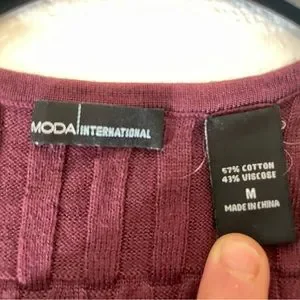 MODA INTERNATIONAL
57% COTTON
43% VISCOSE
M
MADE IN CHINA